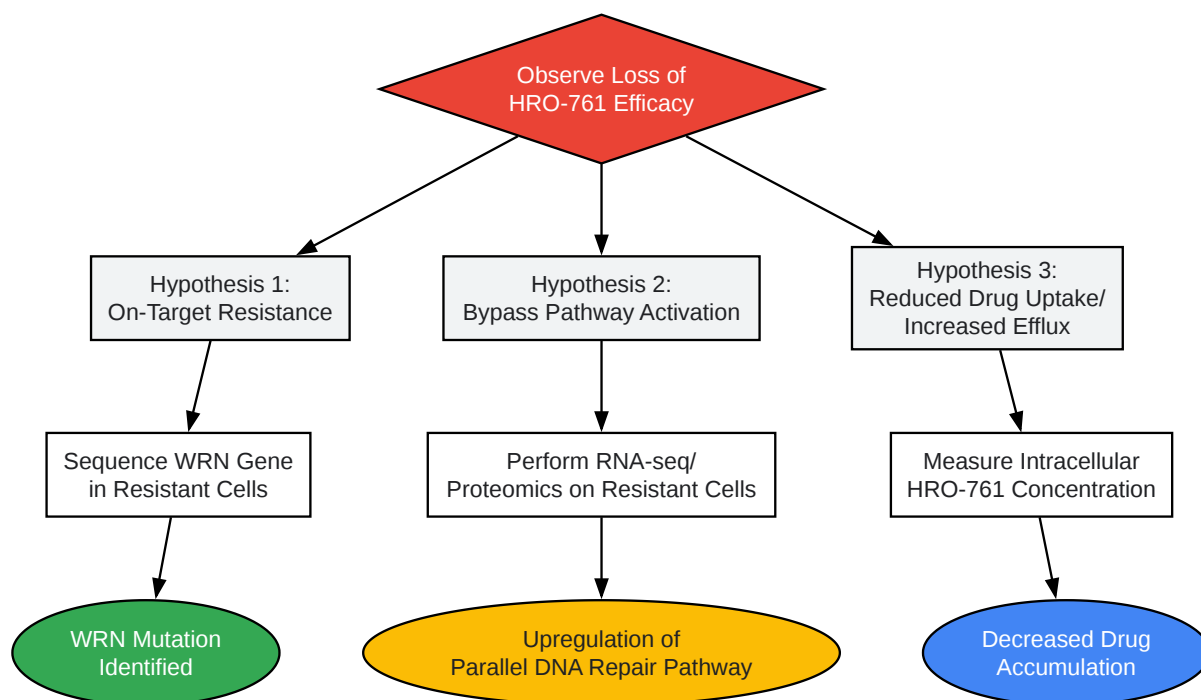 Observe Loss of
HRO-761 Efficacy
Hypothesis 1:
On-Target Resistance
Hypothesis 2:
Bypass Pathway Activation
Hypothesis 3:
Reduced Drug Uptake/
Increased Efflux
Sequence WRN Gene
in Resistant Cells
Perform RNA-seq/
Proteomics on Resistant Cells
Measure Intracellular
HRO-761 Concentration
WRN Mutation
Identified
Upregulation of
Parallel DNA Repair Pathway
Decreased Drug
Accumulation